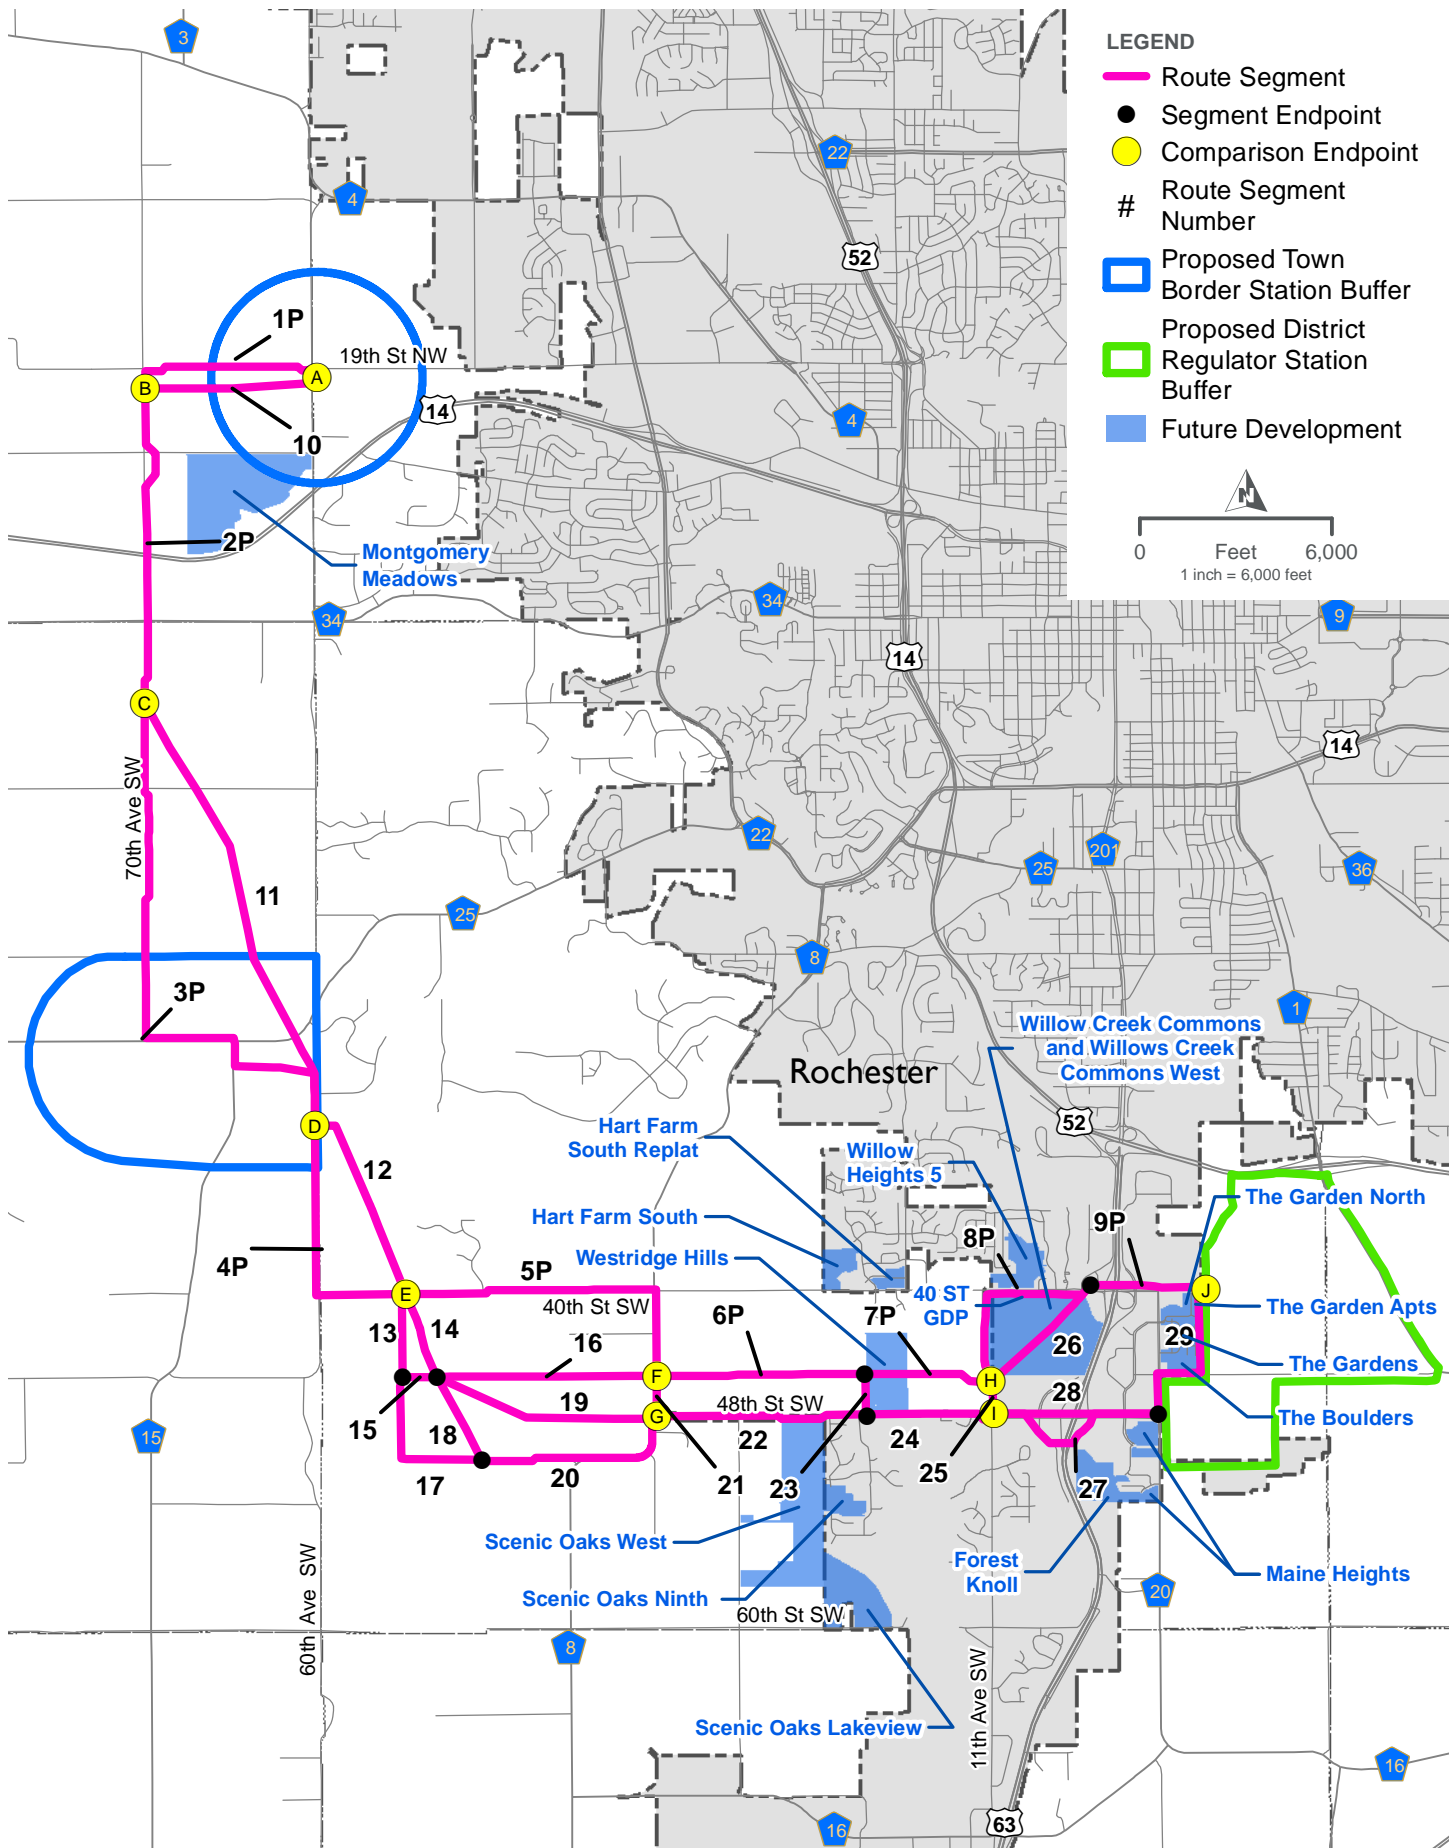 LEGEND
Route Segment
Segment Endpoint
Comparison Endpoint
# Route Segment
Number
Proposed Town
Border Station Buffer
Proposed District
Regulator Station
Buffer
Future Development
N
0 Feet 6,000
1 inch = 6,000 feet
3
22
4
52
1P
19th St NW
A
B
14
4
10
2P
Montgomery
Meadows
34
34
9
14
C
14
70th Ave SW
22
201
25
36
11
25
8
3P
1
Willow Creek Commons
and Willows Creek
Commons West
Rochester
D
52
Hart Farm
South Replat
Willow
Heights 5
12
The Garden North
Hart Farm South
9P
8P
Westridge Hills
4P
5P
E
J
40th St SW
40 ST
GDP
The Garden Apts
6P
7P
13
14
16
26
29
The Gardens
F
H
28
15
19
48th St SW
G
I
The Boulders
18
22
24
15
17
20
21
23
25
27
Scenic Oaks West
Forest
Knoll
Maine Heights
20
Scenic Oaks Ninth
60th St SW
60th Ave SW
8
11th Ave SW
Scenic Oaks Lakeview
16
16
63